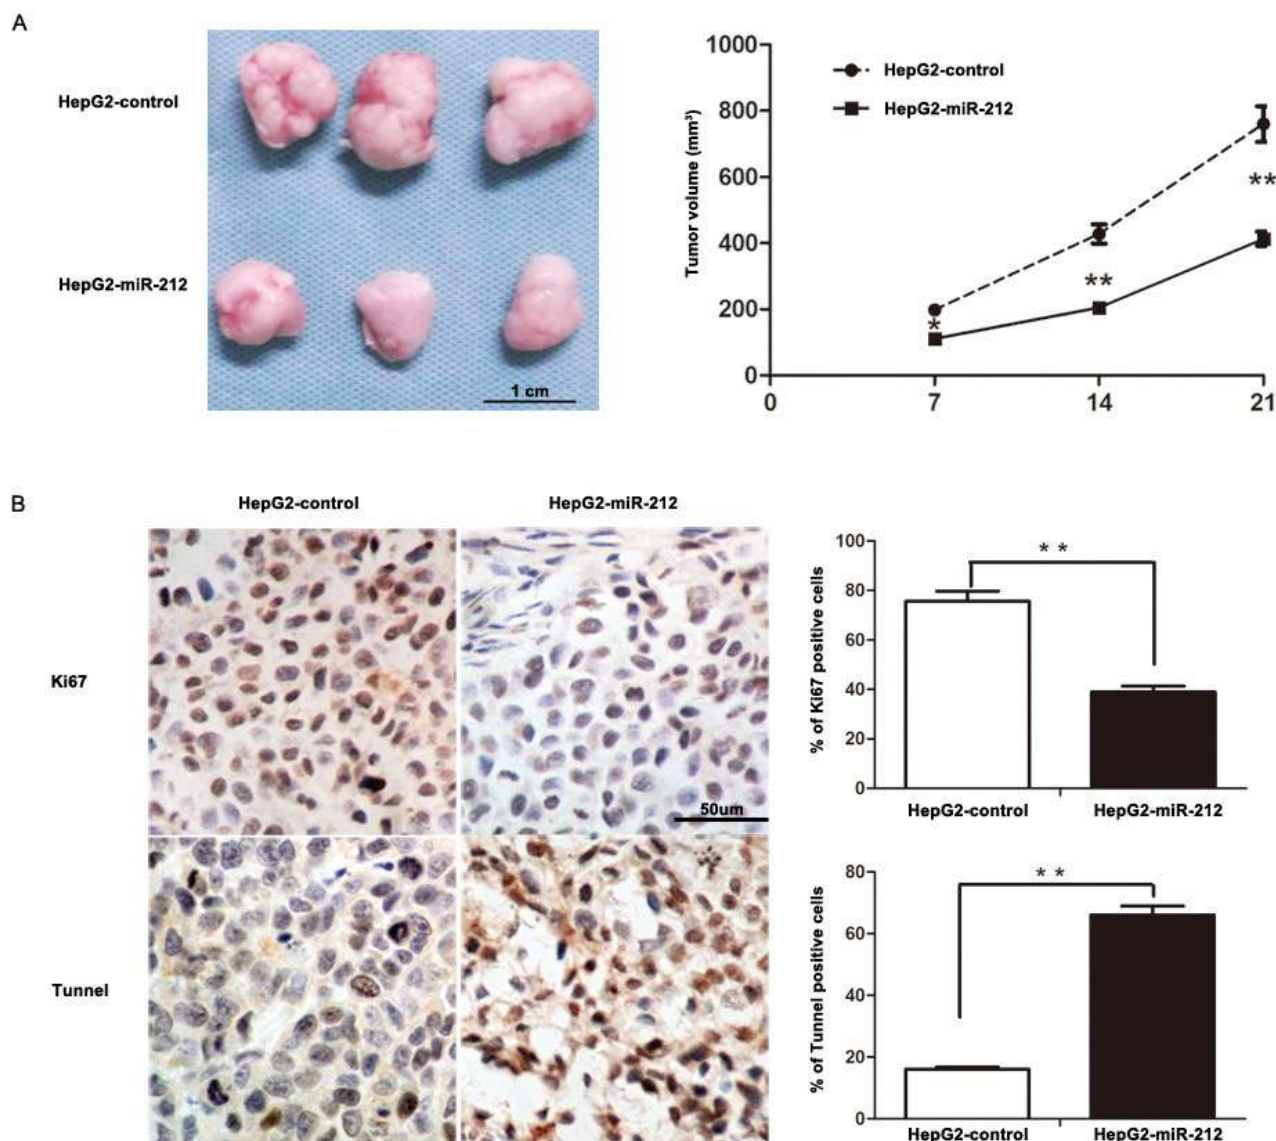 A
HepG2-control
HepG2-miR-212
1 cm
Tumor volume (mm³)
1000
800
600
400
200
0
HepG2-control
HepG2-miR-212
*
**
**
0 7 14 21
B
HepG2-control HepG2-miR-212
Ki67
50um
Tunnel
% of Ki67 positive cells
100
80
60
40
20
0
* *
HepG2-control HepG2-miR-212
% of Tunnel positive cells
80
60
40
20
0
* *
HepG2-control HepG2-miR-212